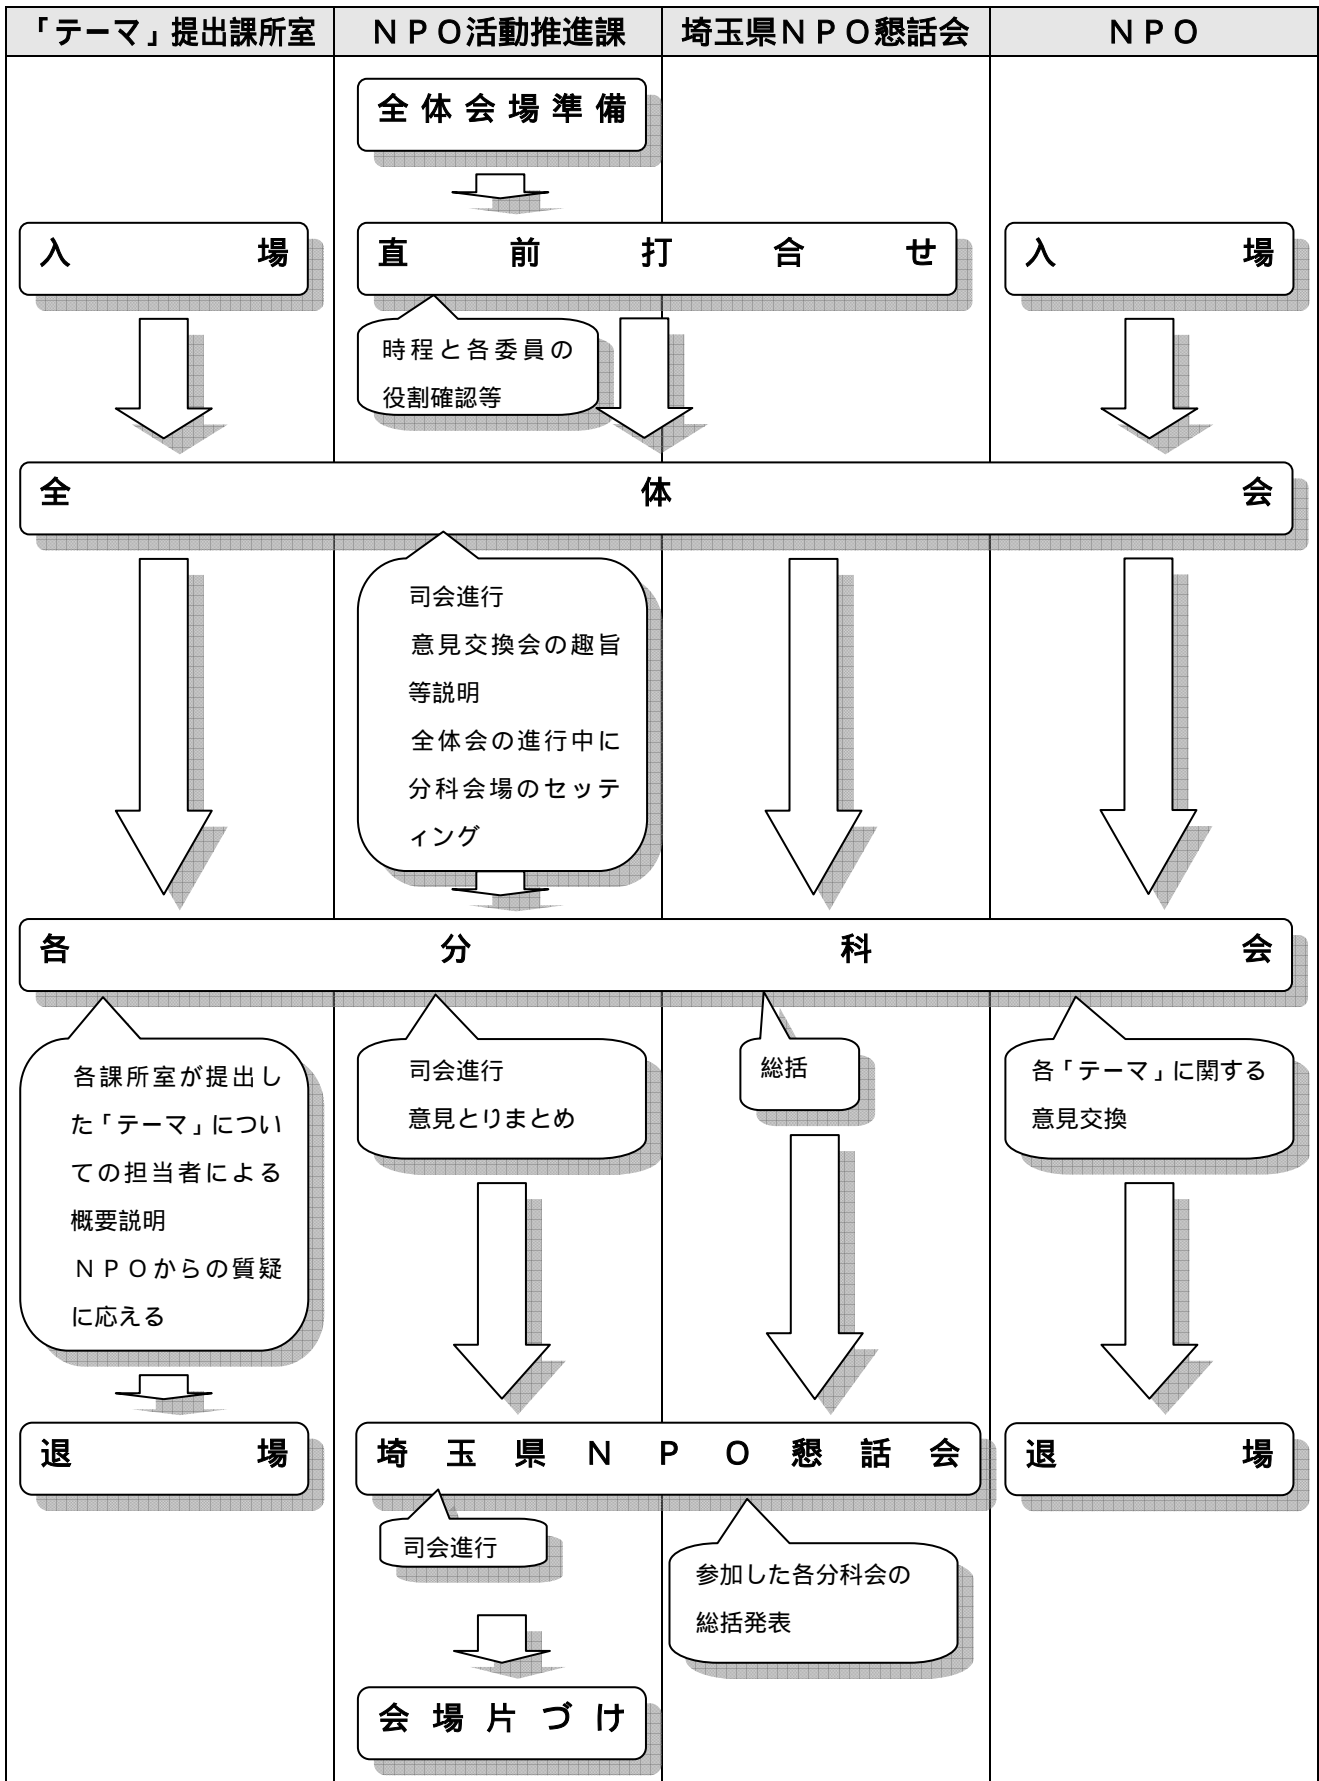 「テーマ」提出課所室
ＮＰＯ活動推進課
埼玉県ＮＰＯ懇話会
ＮＰＯ
全体会場準備
入場
直前打合せ
入場
時程と各委員の
役割確認等
全体会
司会進行
意見交換会の趣旨
等説明
全体会の進行中に
分科会場のセッテ
ィング
各分科会
各課所室が提出し
た「テーマ」につい
ての担当者による
概要説明
ＮＰＯからの質疑
に応える
司会進行
意見とりまとめ
総括
各「テーマ」に関する
意見交換
退場
埼玉県ＮＰＯ懇話会
退場
司会進行
参加した各分科会の
総括発表
会場片づけ